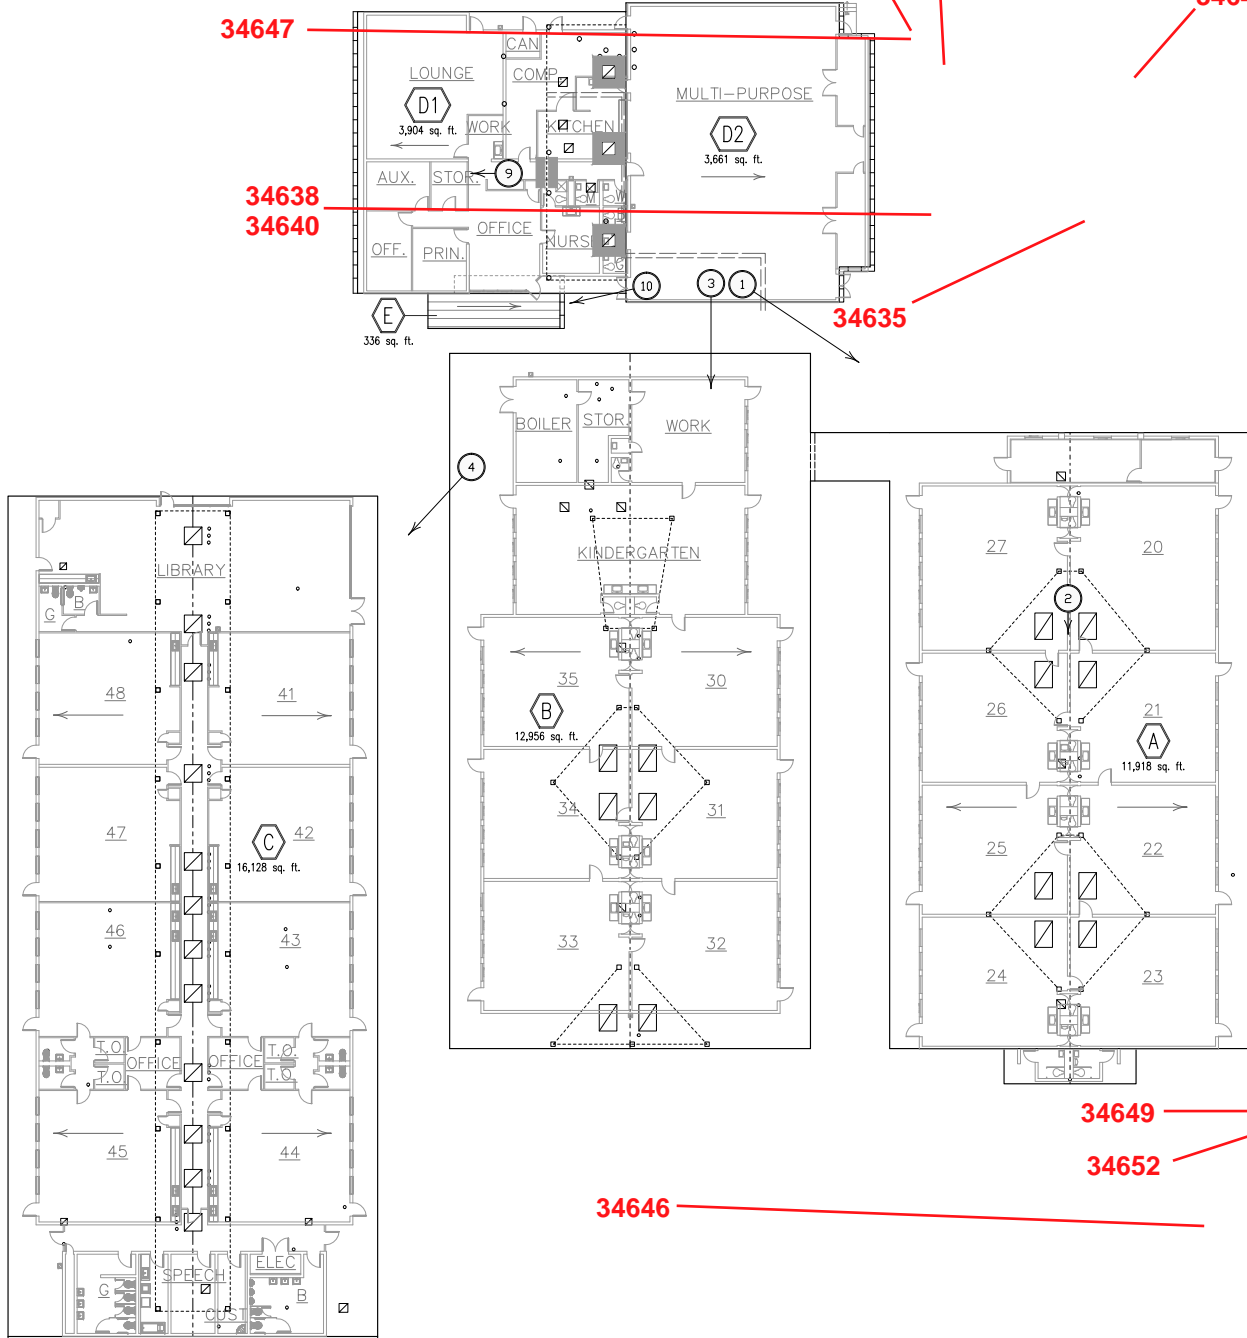 34647
CAN
LOUNGE
COMP
MULTI-PURPOSE
D1
3,904 sq. ft.
WORK
KITCHEN
D2
3,661 sq. ft.
AUX.
STOR.
9
34638
M
W
34640
OFFICE
NURSE
OFF.
PRIN.
G
10
3
1
E
336 sq. ft.
34635
BOILER
STOR.
WORK
4
KINDERGARTEN
27
20
LIBRARY
G
B
2
48
41
35
30
26
21
B
12,956 sq. ft.
A
11,918 sq. ft.
47
42
34
31
C
16,128 sq. ft.
25
22
46
43
33
32
24
23
T.O.
OFFICE
OFFICE
T.O.
T.O.
T.O.
45
44
34649
34652
34646
ELEC
SPEECH
G
B
CUST